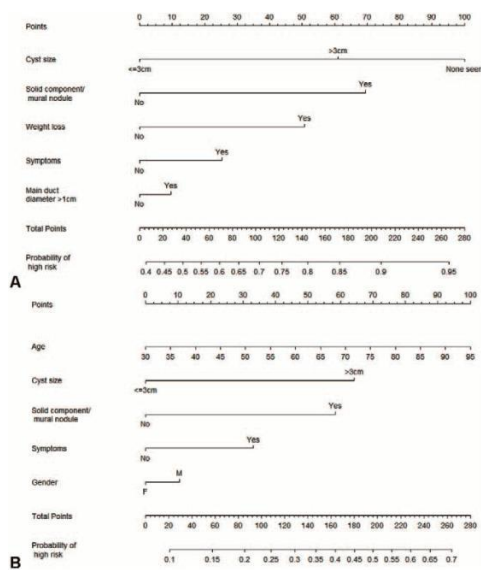 0 10 20 30 40 50 60 70 80 90 100
Points
>3cm
Cyst size
<=3cm None seen
Yes
Solid component/
mural nodule
No
Yes
Weight loss
No
Yes
Symptoms
No
Yes
Main duct
diameter >1cm
No
Total Points
0 20 40 60 80 100 120 140 160 180 200 220 240 260 280
Probability of
high risk
0.4 0.45 0.5 0.55 0.6 0.65 0.7 0.75 0.8 0.85 0.9 0.95
A
0 10 20 30 40 50 60 70 80 90 100
Points
Age
30 35 40 45 50 55 60 65 70 75 80 85 90 95
>3cm
Cyst size
<=3cm
Yes
Solid component/
mural nodule
No
Yes
Symptoms
No
M
Gender
F
Total Points
0 20 40 60 80 100 120 140 160 180 200 220 240 260 280
Probability of
high risk
0.1 0.15 0.2 0.25 0.3 0.35 0.4 0.45 0.5 0.55 0.6 0.65 0.7
B